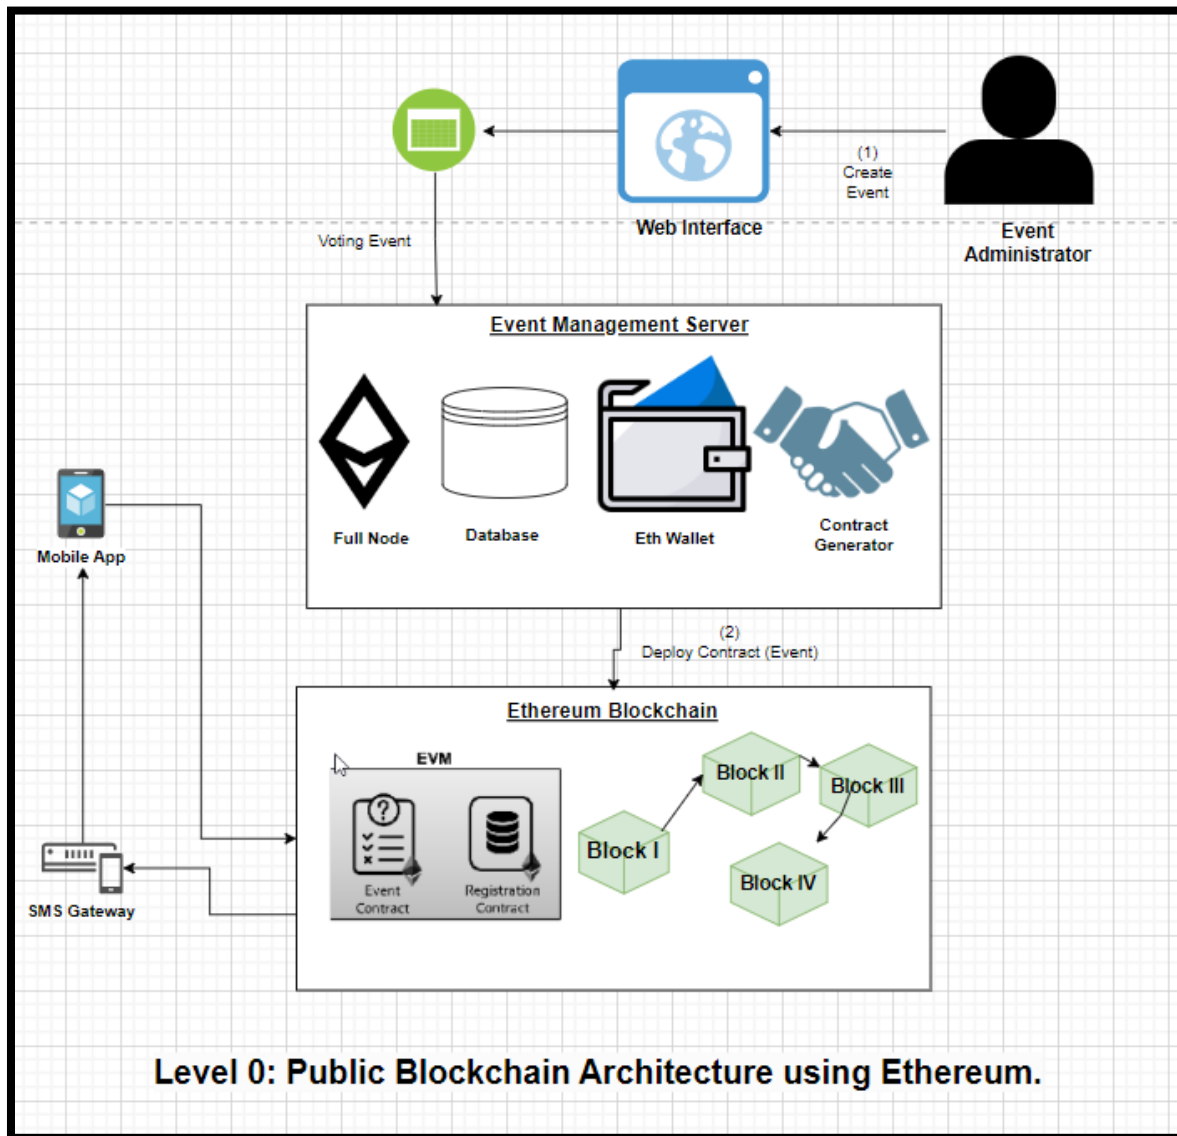 (1)
Create
Event
Web Interface
Event
Administrator
Voting Event
Event Management Server
Full Node
Database
Eth Wallet
Contract
Generator
Mobile App
(2)
Deploy Contract (Event)
Ethereum Blockchain
EVM
Event
Contract
Registration
Contract
Block I
Block II
Block III
Block IV
SMS Gateway
Level 0: Public Blockchain Architecture using Ethereum.